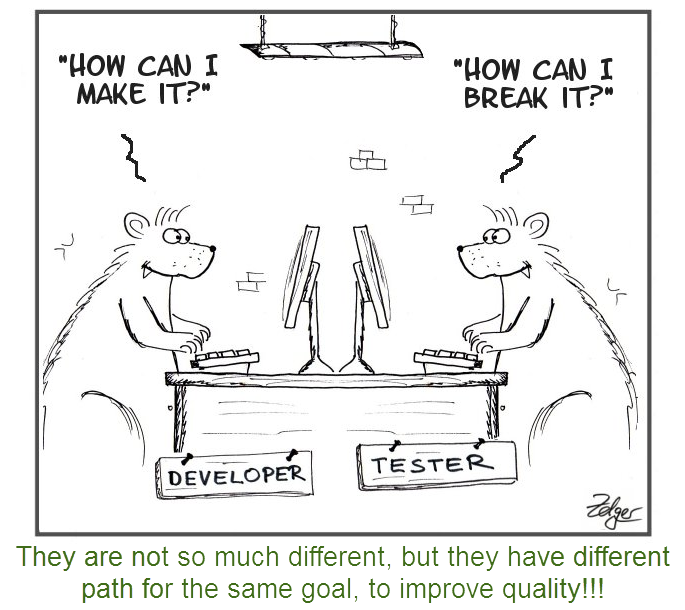 "HOW CAN I
MAKE IT?"
"HOW CAN I
BREAK IT?"
DEVELOPER
TESTER
Zelger
They are not so much different, but they have different
path for the same goal, to improve quality!!!